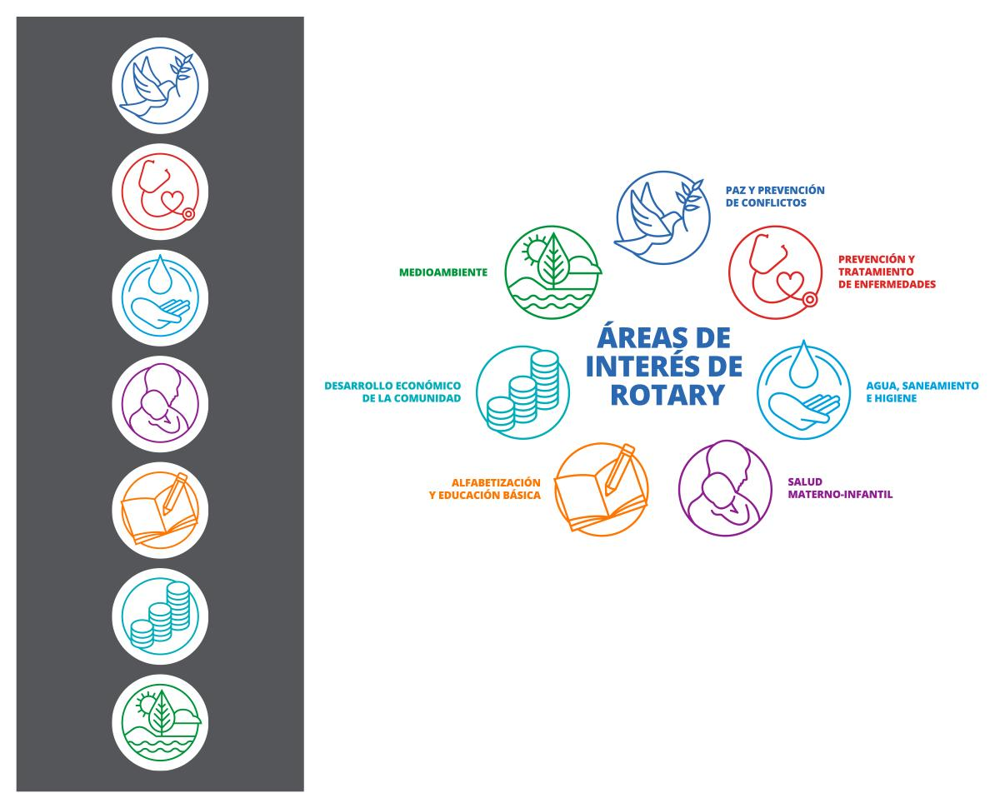 PAZ Y PREVENCIÓN
DE CONFLICTOS
MEDIOAMBIENTE
PREVENCIÓN Y
TRATAMIENTO
DE ENFERMEDADES
ÁREAS DE
INTERÉS DE
ROTARY
DESARROLLO ECONÓMICO
DE LA COMUNIDAD
AGUA, SANEAMIENTO
E HIGIENE
ALFABETIZACIÓN
Y EDUCACIÓN BÁSICA
SALUD
MATERNO-INFANTIL